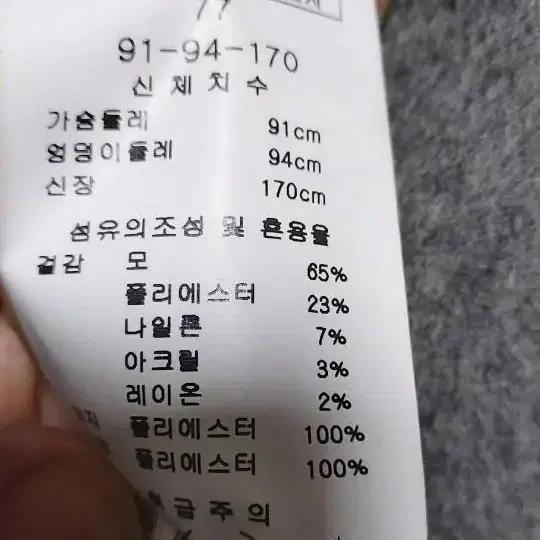 77
91-94-170
신체치수
가슴둘레 91cm
엉덩이둘레 94cm
신장 170cm
섬유의조성 및 혼용율
겉감 모 65%
폴리에스터 23%
나일론 7%
아크릴 3%
레이온 2%
폴리에스터 100%
폴리에스터 100%
급주의